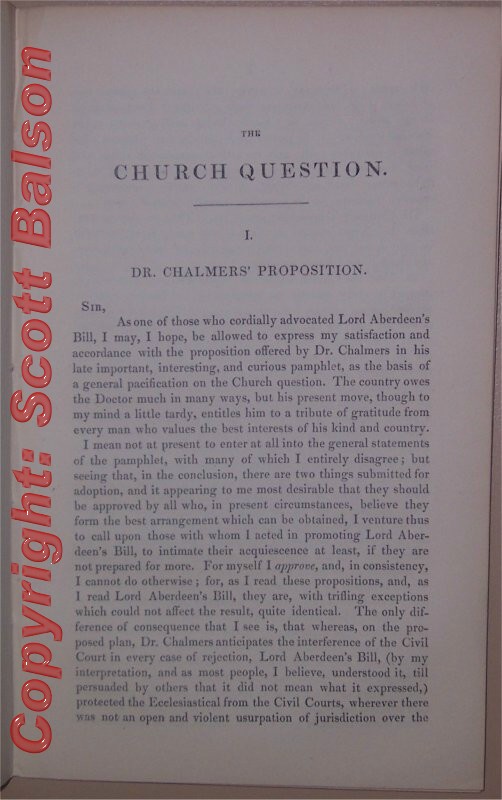 THE
CHURCH QUESTION.
I.
DR. CHALMERS' PROPOSITION.
SIR,
As one of those who cordially advocated Lord Aberdeen's
Bill, I may, I hope, be allowed to express my satisfaction and
accordance with the proposition offered by Dr. Chalmers in his
late important, interesting, and curious pamphlet, as the basis of
a general pacification on the Church question. The country owes
the Doctor much in many ways, but his present move, though to
my mind a little tardy, entitles him to a tribute of gratitude from
every man who values the best interests of his kind and country.
I mean not at present to enter at all into the general statements
of the pamphlet, with many of which I entirely disagree; but
seeing that, in the conclusion, there are two things submitted for
adoption, and it appearing to me most desirable that they should
be approved by all who, in present circumstances, believe they
form the best arrangement which can be obtained, I venture thus
to call upon those with whom I acted in promoting Lord Aber-
deen's Bill, to intimate their acquiescence at least, if they are
not prepared for more. For myself I approve, and, in consistency,
I cannot do otherwise; for, as I read these propositions, and, as
I read Lord Aberdeen's Bill, they are, with trifling exceptions
which could not affect the result, quite identical. The only dif-
ference of consequence that I see is, that whereas, on the pro-
posed plan, Dr. Chalmers anticipates the interference of the Civil
Court in every case of rejection, Lord Aberdeen's Bill, (by my
interpretation, and as most people, I believe, understood it, till
persuaded by others that it did not mean what it expressed,)
protected the Ecclesiastical from the Civil Courts, wherever there
was not an open and violent usurpation of jurisdiction over the
Copyright: Scott Balson